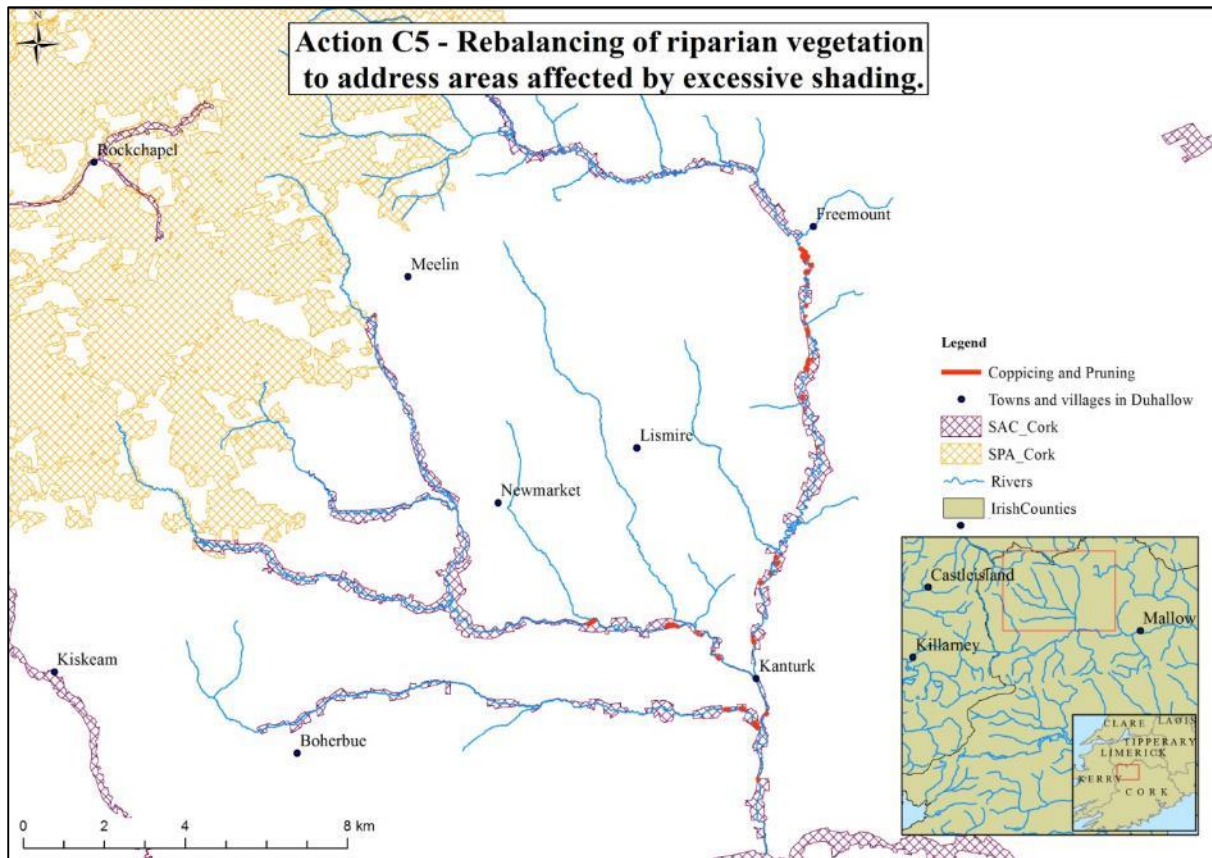 N
Action C5 - Rebalancing of riparian vegetation
to address areas affected by excessive shading.
Rockchapel
Freemount
Meelin
Legend
Coppicing and Pruning
Towns and villages in Duhallow
SAC_Cork
SPA_Cork
Rivers
IrishCounties
Lismire
Newmarket
Castleisland
Mallow
Killarney
Kiskeam
Kanturk
Boherbue
CLARE
LAOIS
TIPPERARY
LIMERICK
KERRY
CORK
0 2 4 8 km